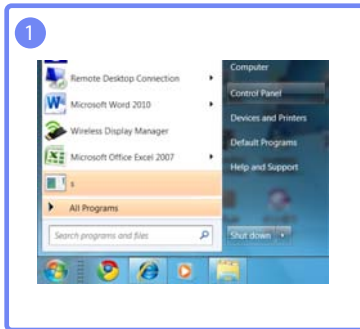 1
Remote Desktop Connection
Microsoft Word 2010
Wireless Display Manager
Microsoft Office Excel 2007
s
All Programs
Search programs and files
Computer
Control Panel
Devices and Printers
Default Programs
Help and Support
Shut down